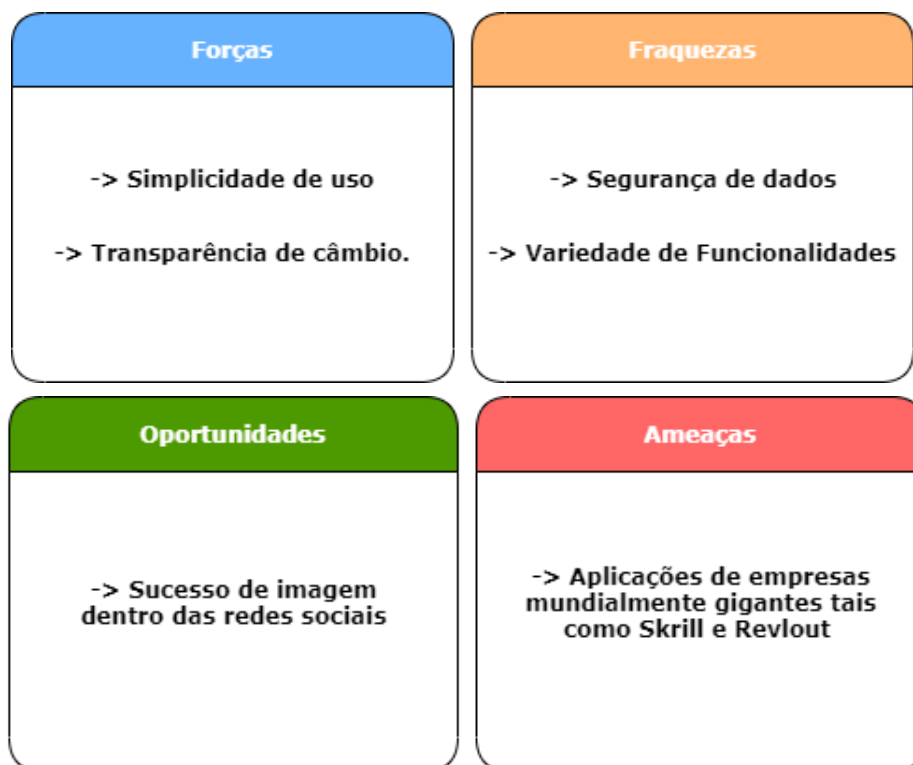 Forças
-> Simplicidade de uso
-> Transparência de câmbio.
Fraquezas
-> Segurança de dados
-> Variedade de Funcionalidades
Oportunidades
-> Sucesso de imagem
dentro das redes sociais
Ameaças
-> Aplicações de empresas
mundialmente gigantes tais
como Skrill e Revlout